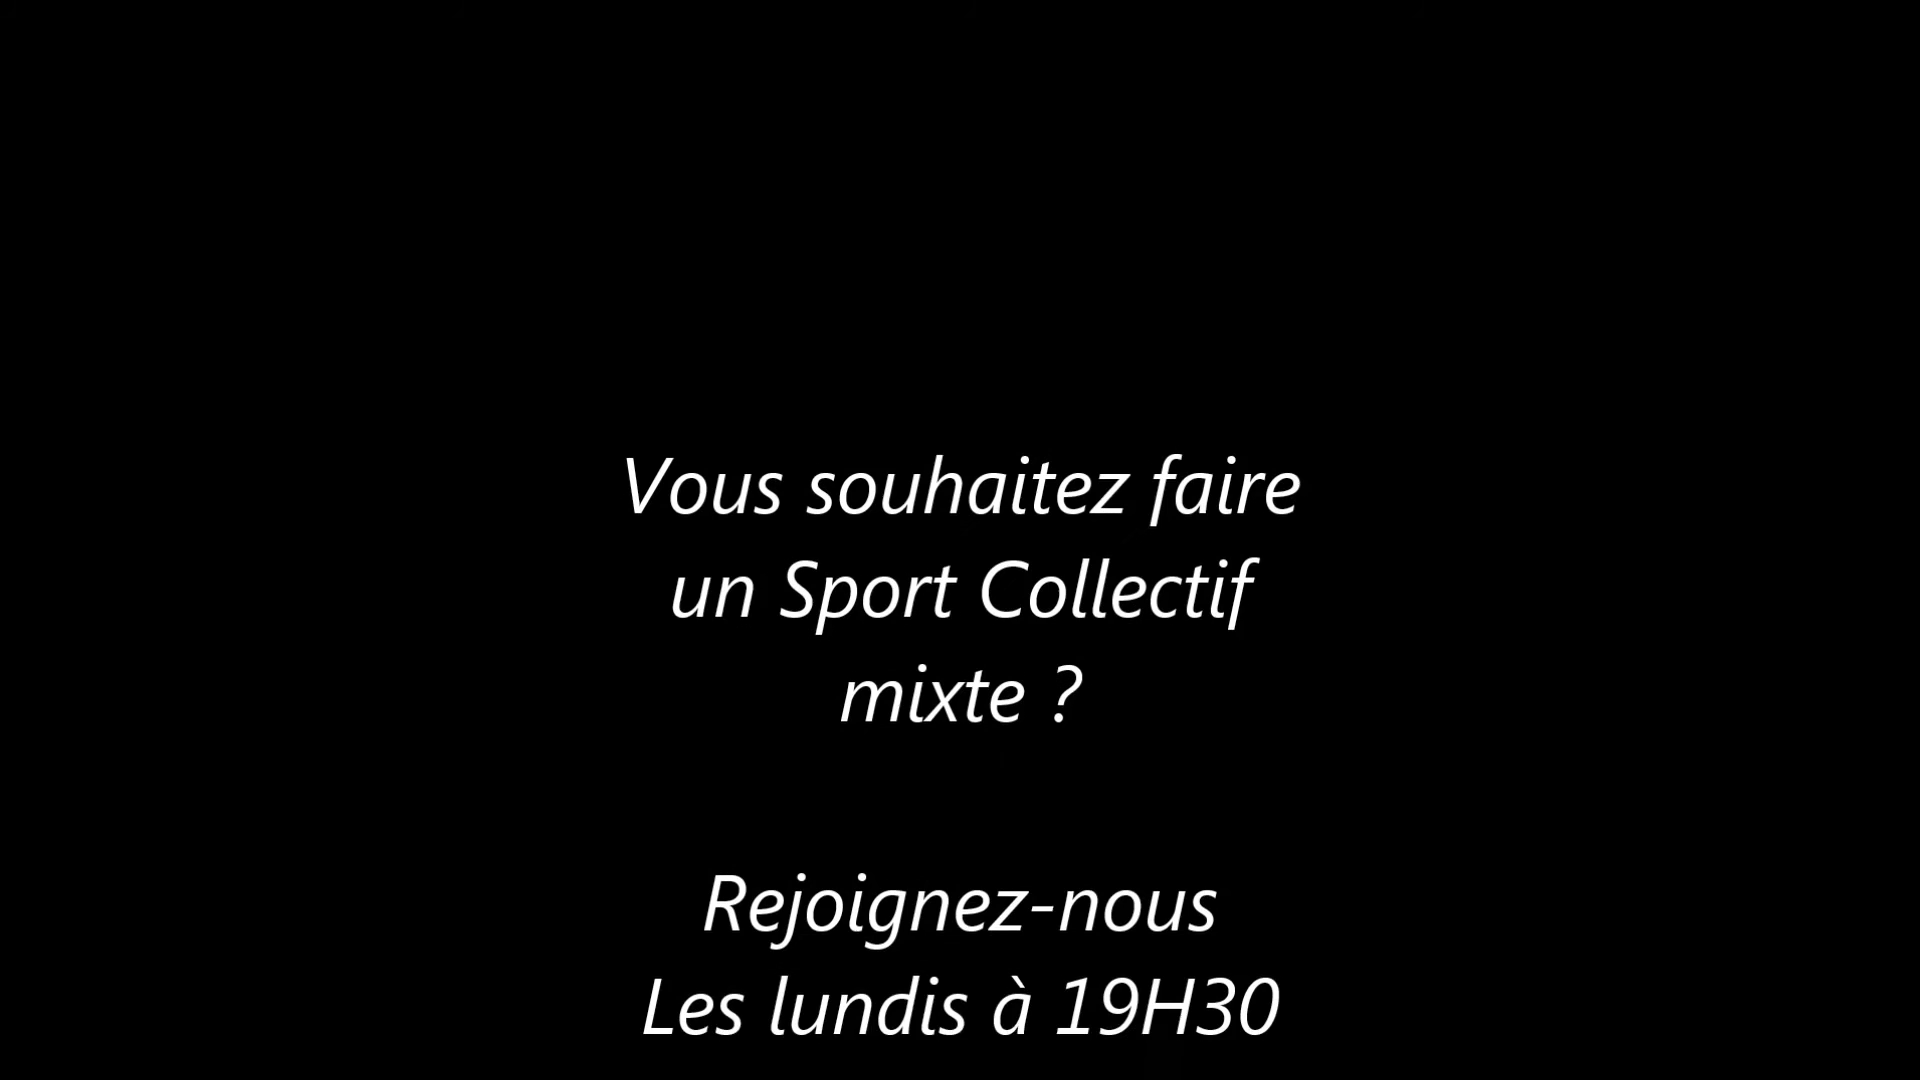 Vous souhaitez faire
un Sport Collectif
mixte ?
Rejoignez-nous
Les lundis à 19H30